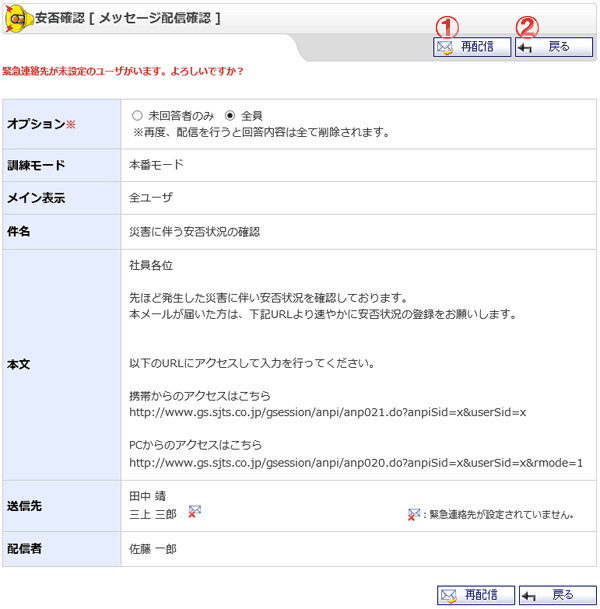 安否確認 [ メッセージ配信確認 ]
① ②
再配信 戻る
緊急連絡先が未設定のユーザがいます。よろしいですか？
オプション※ 未回答者のみ 全員
※再度、配信を行うと回答内容は全て削除されます。
訓練モード 本番モード
メイン表示 全ユーザ
件名 災害に伴う安否状況の確認
本文
社員各位
先ほど発生した災害に伴い安否状況を確認しております。
本メールが届いた方は、下記URLより速やかに安否状況の登録をお願いします。
以下のURLにアクセスして入力を行ってください。
携帯からのアクセスはこちら
http://www.gs.sjts.co.jp/gsession/anpi/anp021.do?anpiSid=x&userSid=x
PCからのアクセスはこちら
http://www.gs.sjts.co.jp/gsession/anpi/anp020.do?anpiSid=x&userSid=x&rmode=1
送信先
田中 靖
三上 三郎 ：緊急連絡先が設定されていません。
配信者 佐藤 一郎
再配信 戻る